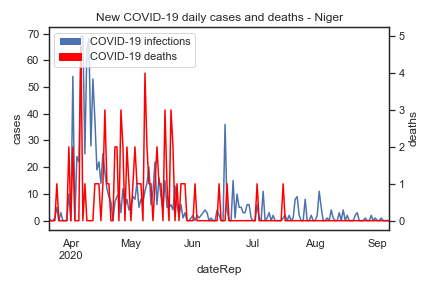 New COVID-19 daily cases and deaths - Niger
COVID-19 infections
COVID-19 deaths
cases
70
60
50
40
30
20
10
0
deaths
5
4
3
2
1
0
Apr
2020
May
Jun
Jul
Aug
Sep
dateRep